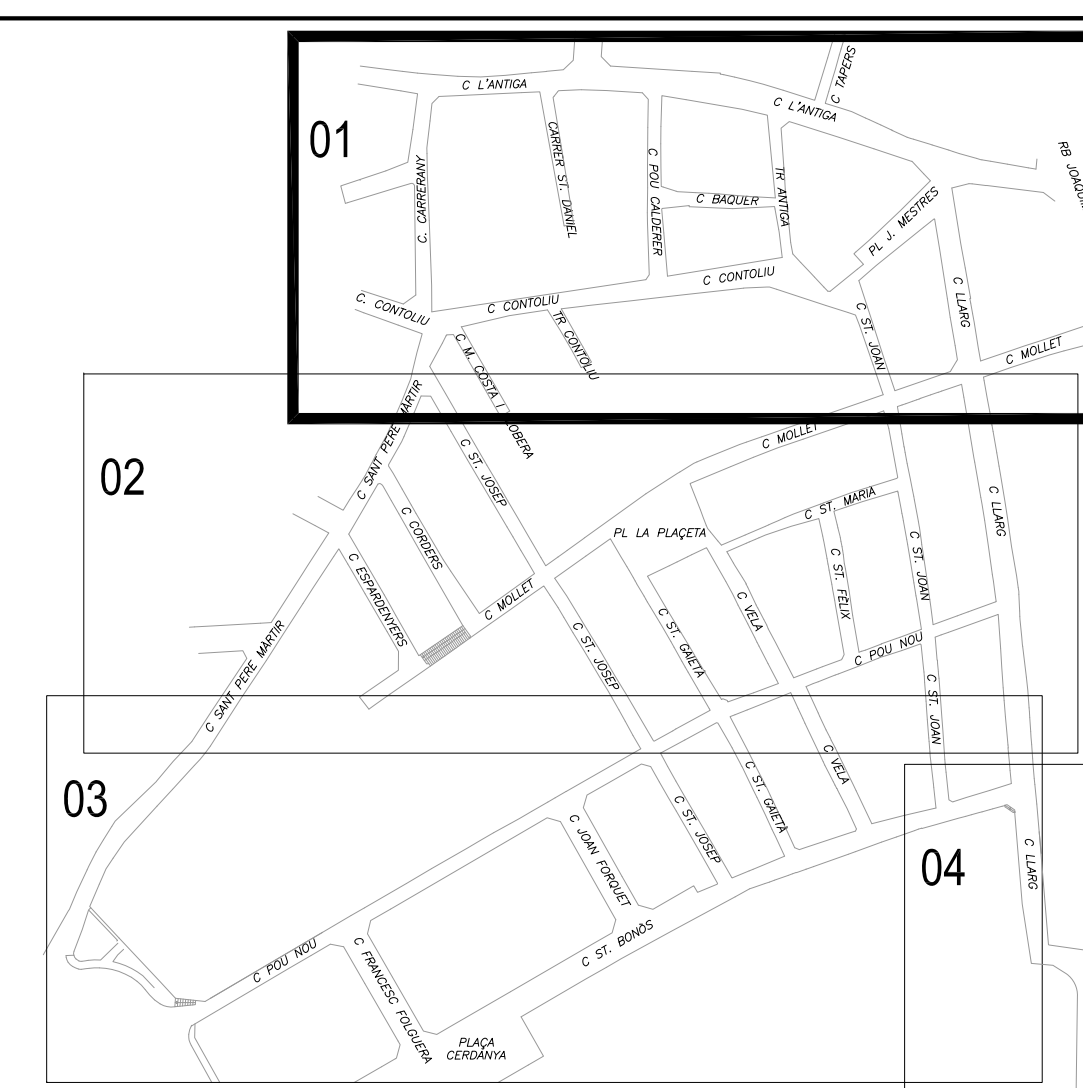 C TAPERS
C L'ANTIGA
C L'ANTIGA
01
CARRER ST. DANIEL
C POU CALDERER
C. CARRERANY
TR ANTIGA
C BAQUER
PL J. MESTRES
C CONTOLIU
C. CONTOLIU
C CONTOLIU
TR CONTOLIU
C ST. JOAN
C LLARG
C MOLLET
C M. COSTA I
C SANT PERE MÀRTIR
02
C ST. JOSEP
C MOLLET
C CORDERS
C ESPARDENYERS
C MOLLET
PL LA PLAÇETA
C ST. MARIA
C LLARG
C ST. JOAN
C ST. FÈLIX
C VELA
C ST. GAIETÀ
C ST. JOSEP
C POU NOU
C SANT PERE MÀRTIR
C ST. JOAN
03
C VELA
C ST. GAIETÀ
C ST. JOSEP
C JOAN FORQUET
04
C LLARG
C ST. BONÓS
C POU NOU
C FRANCESC FOLGUERA
PLAÇA
CERDANYA